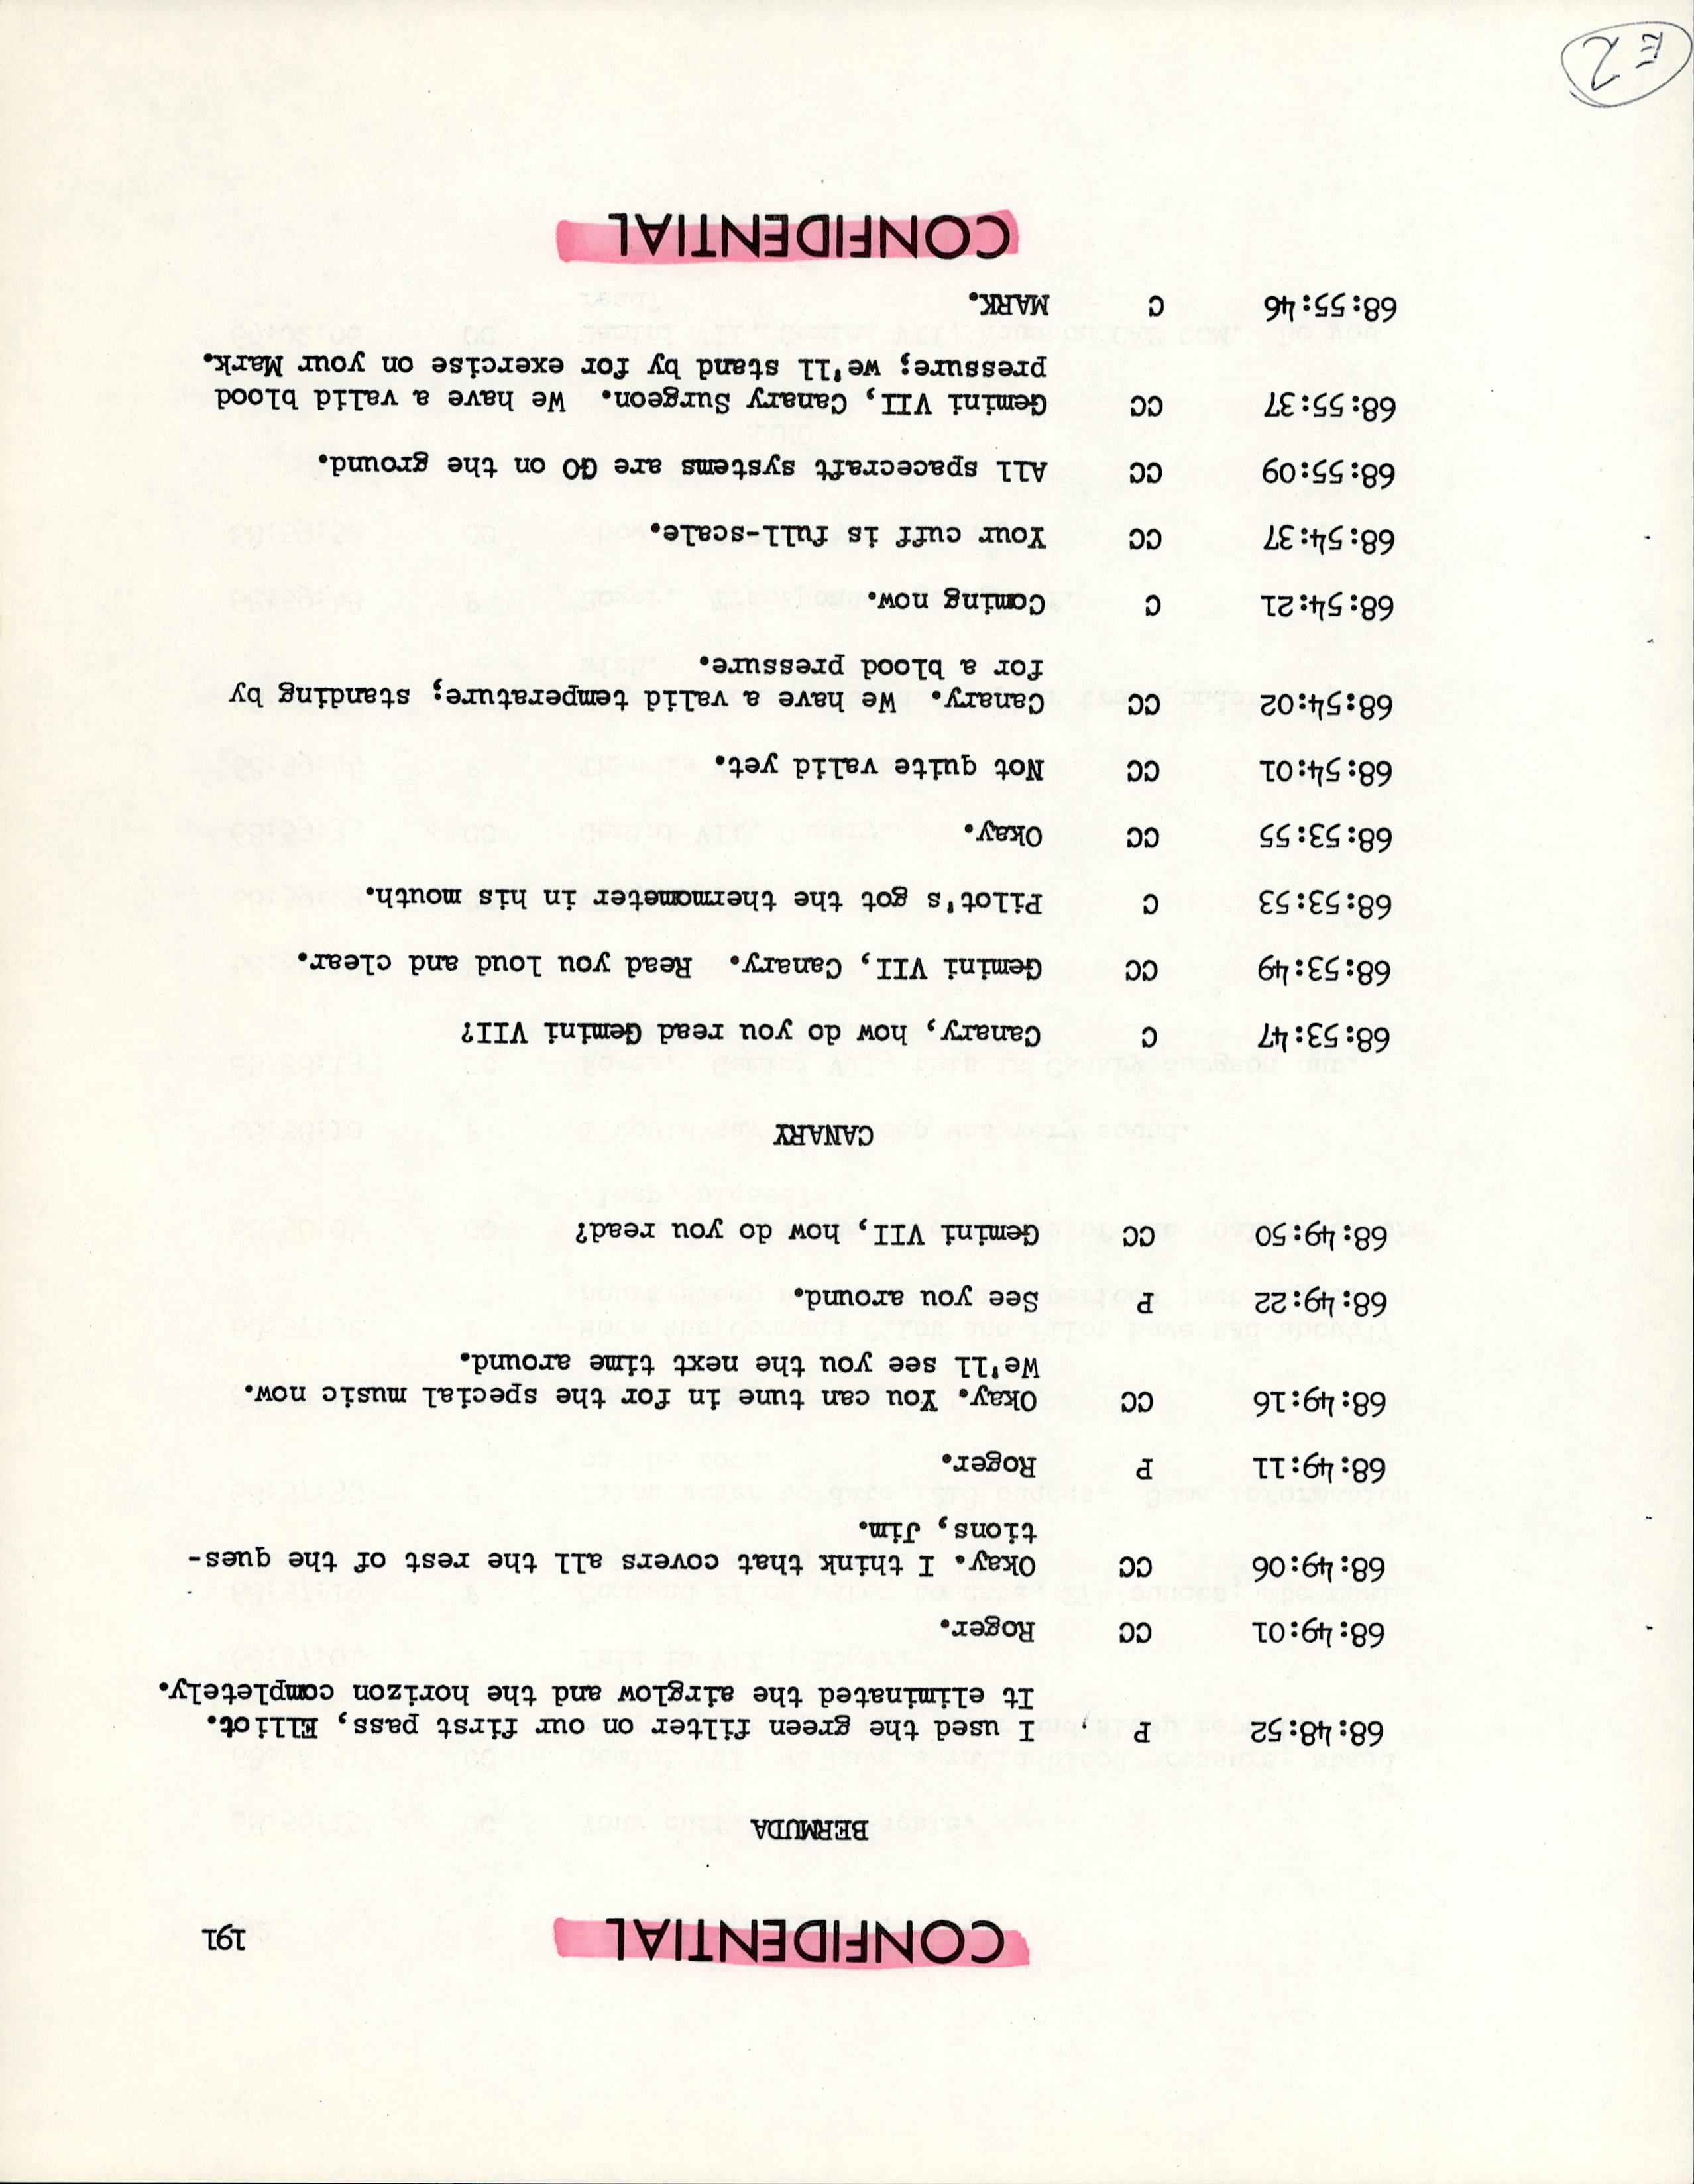 CONFIDENTIAL 191
BERMUDA
68:48:52 P I used the green filter on our first pass, Elliot.
It eliminated the airglow and the horizon completely.
68:49:01 CC Roger.
68:49:06 CC Okay. I think that covers all the rest of the ques-
tions, Jim.
68:49:11 P Roger.
68:49:16 CC Okay. You can tune in for the special music now.
We'll see you the next time around.
68:49:22 P See you around.
68:49:50 CC Gemini VII, how do you read?
CANARY
68:53:47 C Canary, how do you read Gemini VII?
68:53:49 CC Gemini VII, Canary. Read you loud and clear.
68:53:53 C Pilot's got the thermometer in his mouth.
68:53:55 CC Okay.
68:54:01 CC Not quite valid yet.
68:54:02 CC Canary. We have a valid temperature; standing by
for a blood pressure.
68:54:21 C Coming now.
68:54:37 CC Your cuff is full-scale.
68:55:09 CC All spacecraft systems are GO on the ground.
68:55:37 CC Gemini VII, Canary Surgeon. We have a valid blood
pressure; we'll stand by for exercise on your Mark.
68:55:46 C MARK.
CONFIDENTIAL